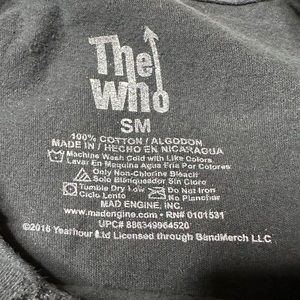 The
Who
SM
100% COTTON / ALGODON
MADE IN / HECHO EN NICARAGUA
Machine Wash Cold with Like Colors.
Lavar En Maquina Agua Fria Por Colores
Only Non-Chlorine Bleach
Solo Blanqueador Sin Cloro
Tumble Dry Low Do Not Iron
Ciclo Lento No Planchar
MAD ENGINE, INC.
www.madengine.com • RN# 0101531
UPC# 888349964520
©2016 Yearhour Ltd Licensed through BandMerch LLC